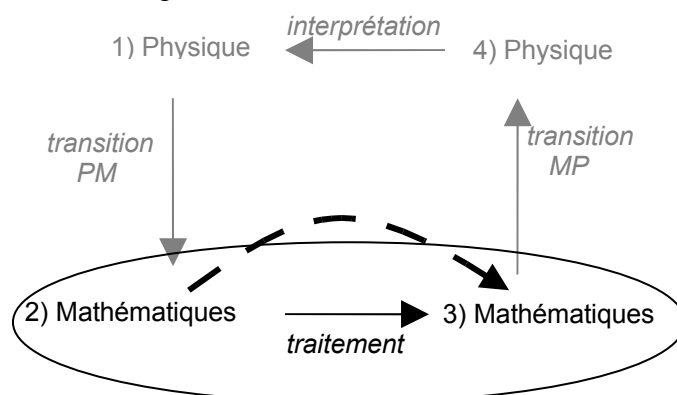 interprétation
1) Physique
4) Physique
transition
PM
transition
MP
2) Mathématiques
3) Mathématiques
traitement